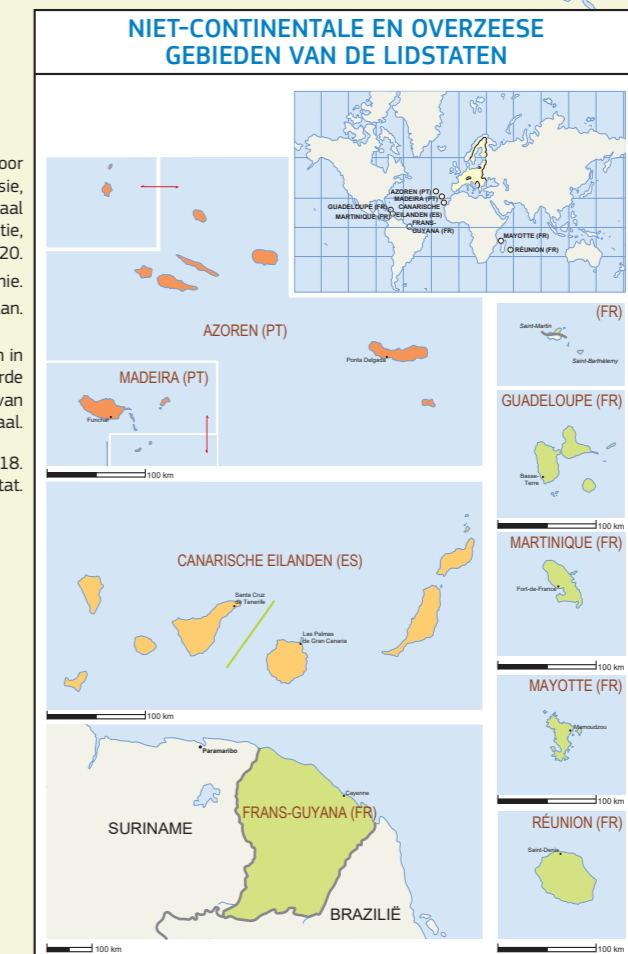 NIET-CONTINENTALE EN OVERZEESE
GEBIEDEN VAN DE LIDSTATEN
oor
sie,
aal
tie,
20.
nie.
an.
n in
rde
van
aal.
18.
tat.
AZOREN (PT)
MADEIRA (PT)
GUADELOUPE (FR)
CANARISCHE
EILANDEN (ES)
MARTINIQUE (FR)
FRANS-
GUYANA (FR)
MAYOTTE (FR)
RÉUNION (FR)
AZOREN (PT)
Ponta Delgada
MADEIRA (PT)
Funchal
100 km
(FR)
Saint-Martin
Saint-Barthélemy
GUADELOUPE (FR)
Basse-
Terre
100 km
CANARISCHE EILANDEN (ES)
Santa Cruz
de Tenerife
Las Palmas
de Gran Canaria
100 km
MARTINIQUE (FR)
Fort-de-France
100 km
MAYOTTE (FR)
Mamoudzou
100 km
Paramaribo
Cayenne
SURINAME
FRANS-GUYANA (FR)
BRAZILIË
100 km
RÉUNION (FR)
Saint-Denis
100 km